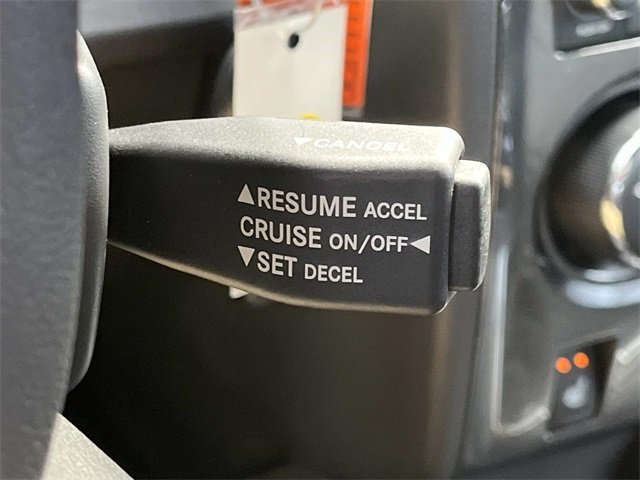 ▼CANCEL
▲RESUME ACCEL
CRUISE ON/OFF◄
▼SET DECEL